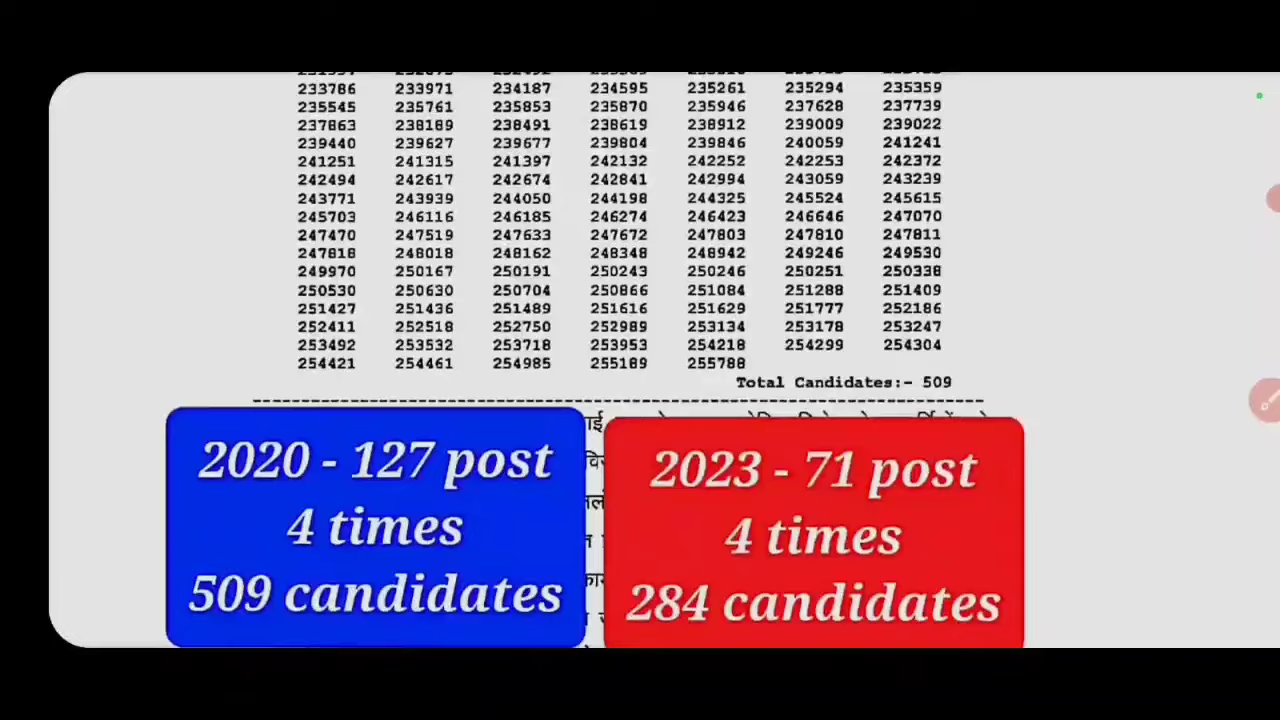 233786 233971 234187 234595 235261 235294 235359
235545 235761 235853 235870 235946 237628 237739
237863 238189 238491 238619 238912 239009 239022
239440 239627 239677 239804 239846 240059 241241
241251 241315 241397 242132 242252 242253 242372
242494 242617 242674 242841 242994 243059 243239
243771 243939 244050 244198 244325 245524 245615
245703 246116 246185 246274 246423 246646 247070
247470 247519 247633 247672 247803 247810 247811
247818 248018 248162 248348 248942 249246 249530
249970 250167 250191 250243 250246 250251 250338
250530 250630 250704 250866 251084 251288 251409
251427 251436 251489 251616 251629 251777 252186
252411 252518 252750 252989 253134 253178 253247
253492 253532 253718 253953 254218 254299 254304
254421 254461 254985 255189 255788
Total Candidates:- 509
2020 - 127 post
4 times
509 candidates
2023 - 71 post
4 times
284 candidates